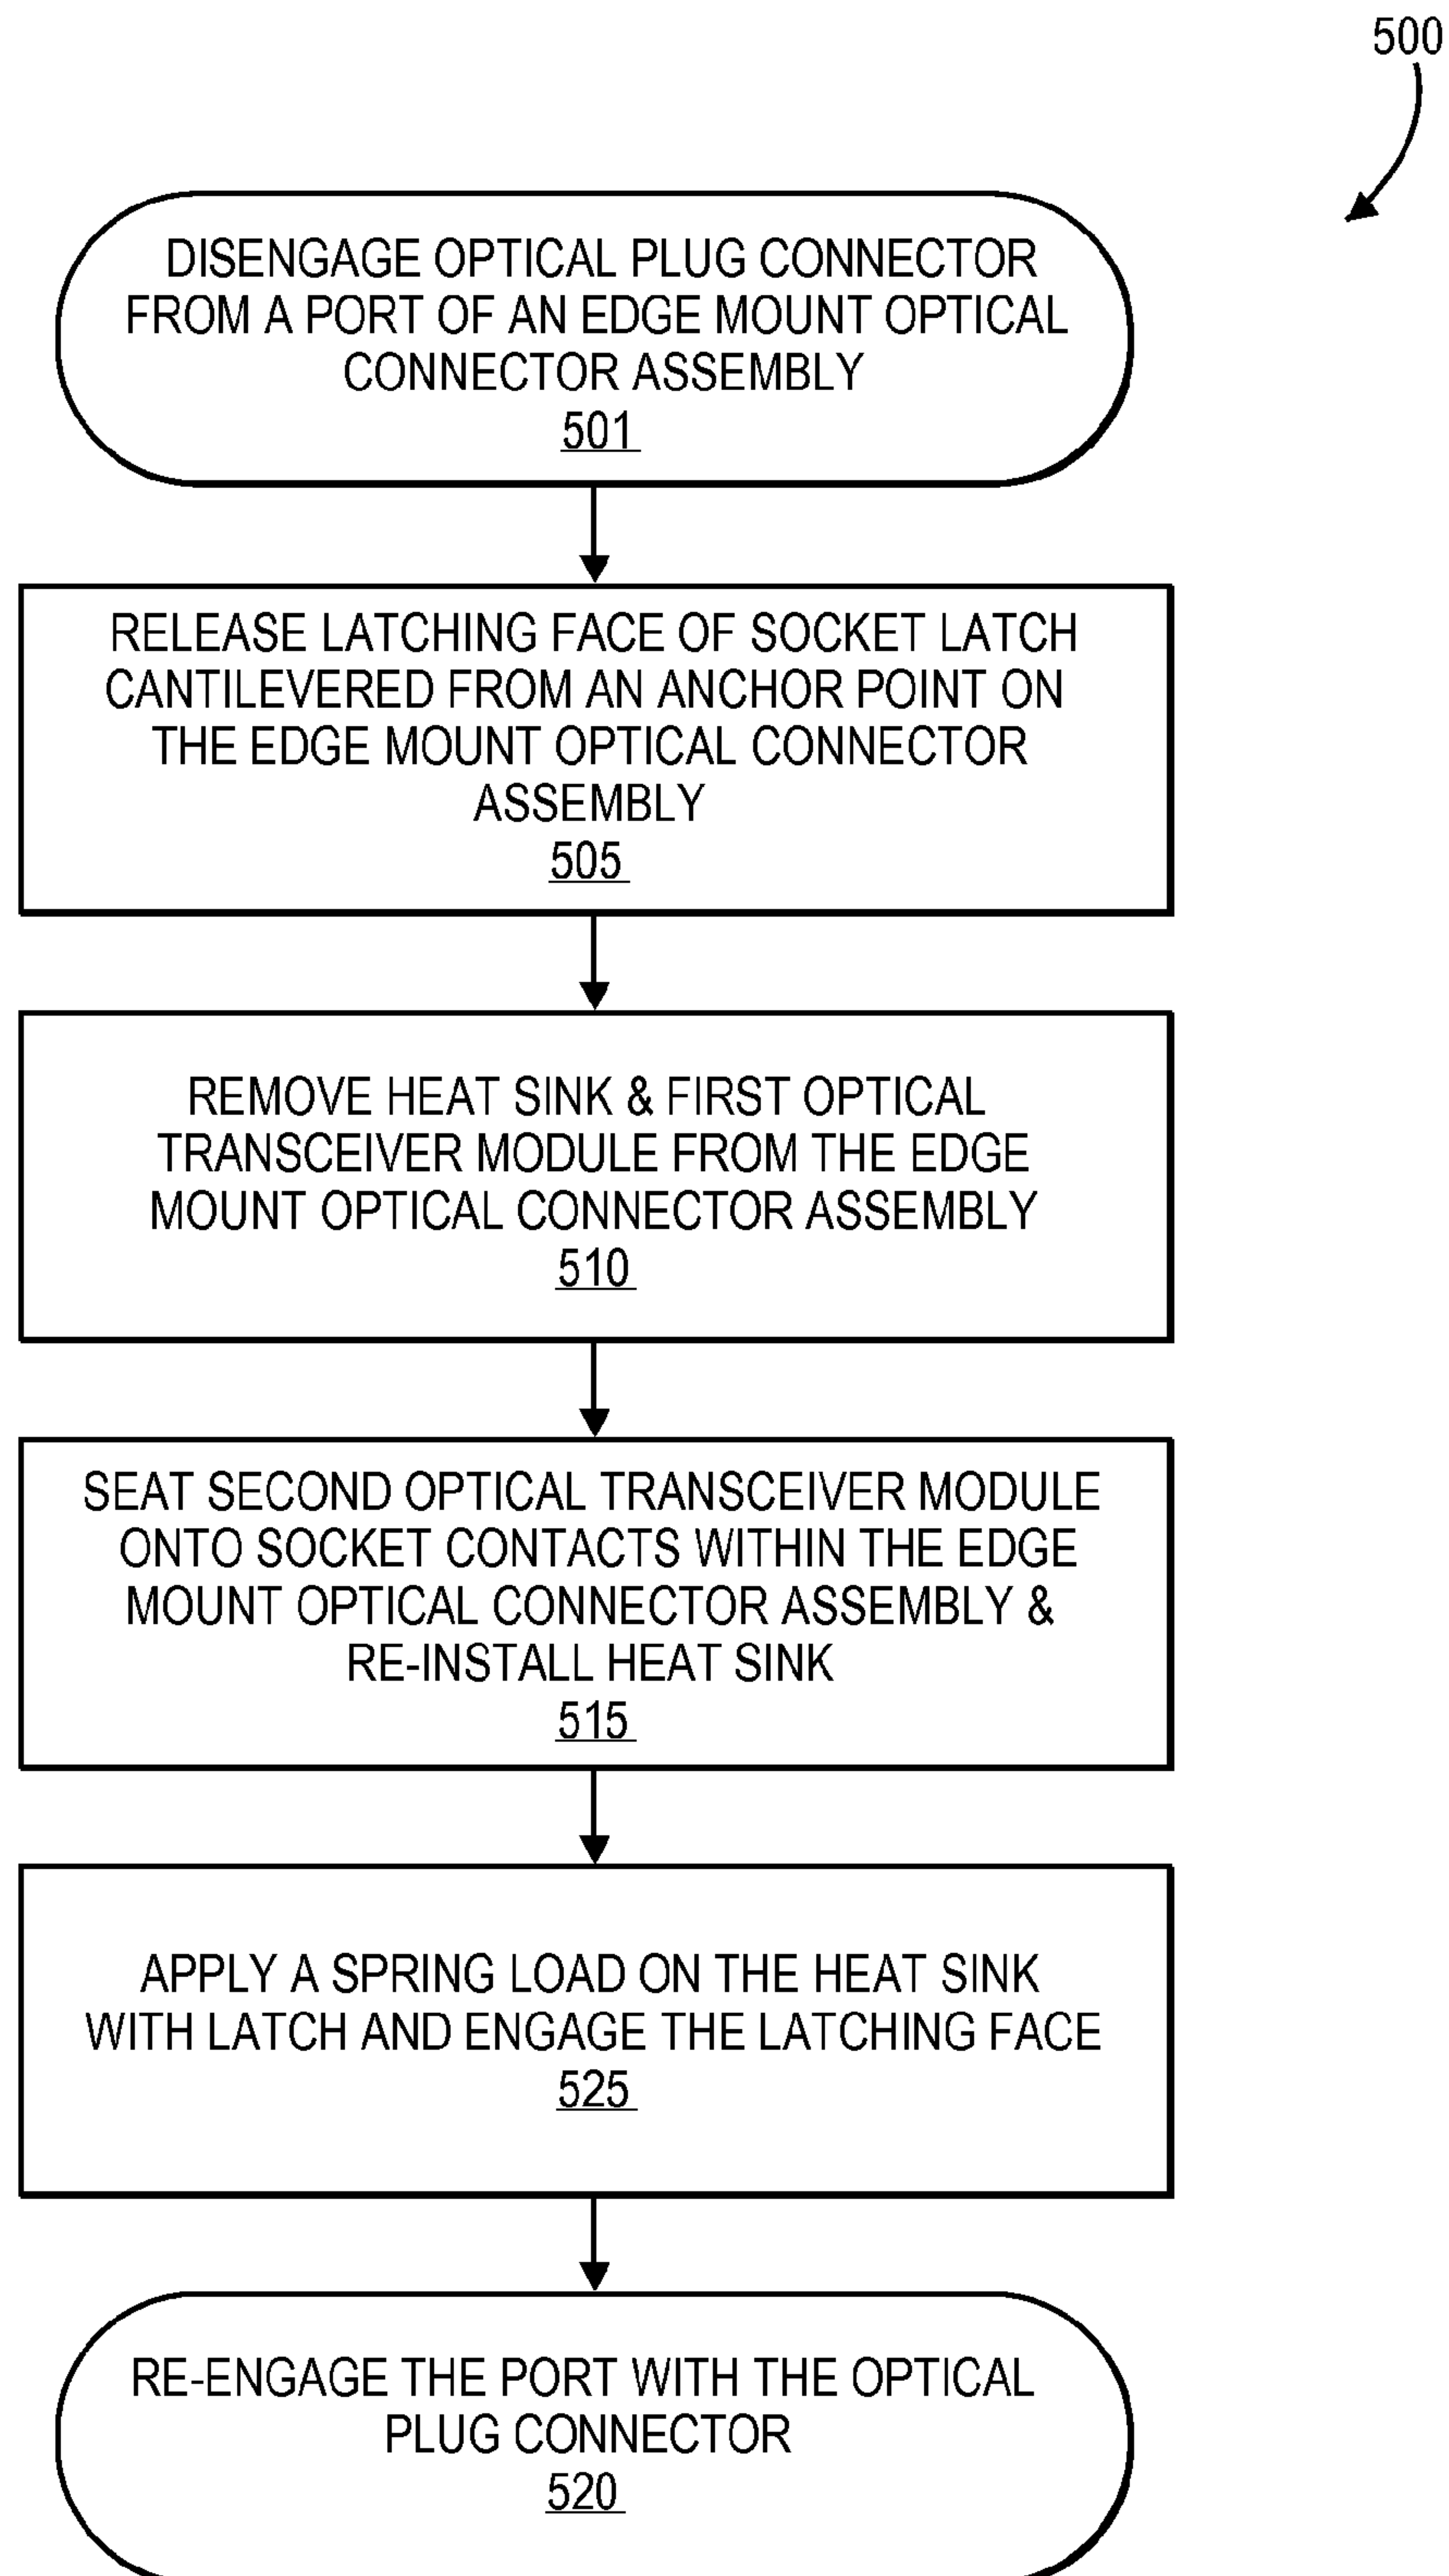 500
DISENGAGE OPTICAL PLUG CONNECTOR
FROM A PORT OF AN EDGE MOUNT OPTICAL
CONNECTOR ASSEMBLY
501
RELEASE LATCHING FACE OF SOCKET LATCH
CANTILEVERED FROM AN ANCHOR POINT ON
THE EDGE MOUNT OPTICAL CONNECTOR
ASSEMBLY
505
REMOVE HEAT SINK & FIRST OPTICAL
TRANSCEIVER MODULE FROM THE EDGE
MOUNT OPTICAL CONNECTOR ASSEMBLY
510
SEAT SECOND OPTICAL TRANSCEIVER MODULE
ONTO SOCKET CONTACTS WITHIN THE EDGE
MOUNT OPTICAL CONNECTOR ASSEMBLY &
RE-INSTALL HEAT SINK
515
APPLY A SPRING LOAD ON THE HEAT SINK
WITH LATCH AND ENGAGE THE LATCHING FACE
525
RE-ENGAGE THE PORT WITH THE OPTICAL
PLUG CONNECTOR
520